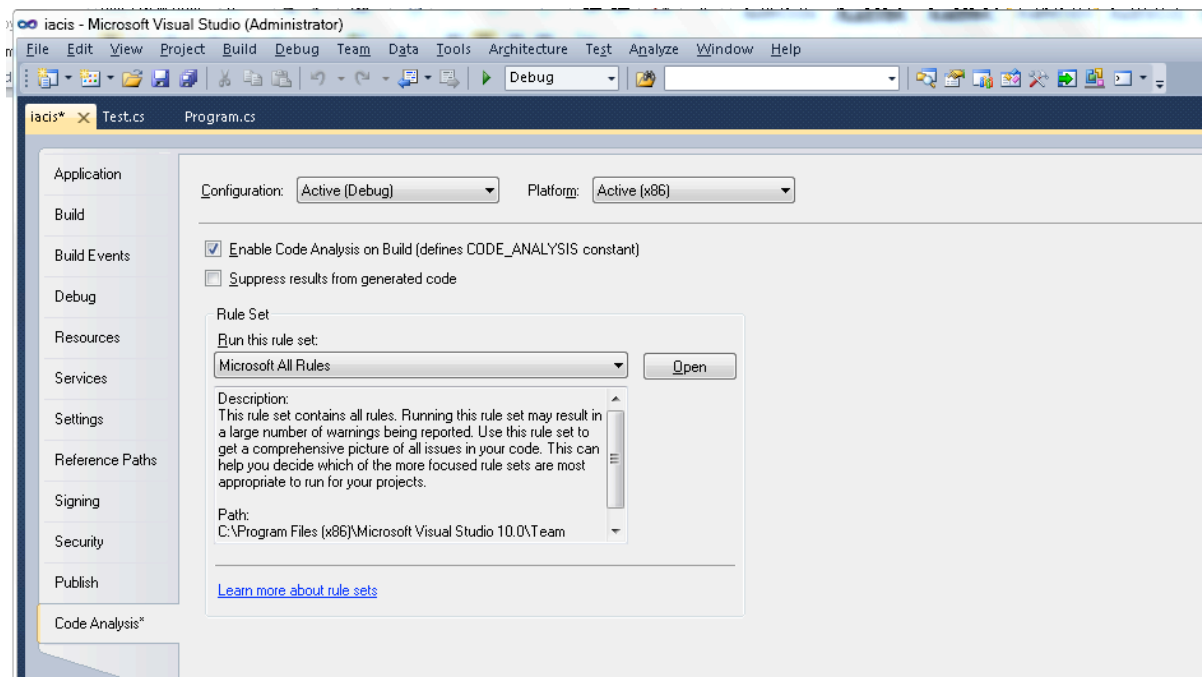 iacis - Microsoft Visual Studio (Administrator)
File Edit View Project Build Debug Team Data Tools Architecture Test Analyze Window Help
Debug
iacis* Test.cs Program.cs
Application
Configuration: Active (Debug) Platform: Active (x86)
Build
Build Events
Enable Code Analysis on Build (defines CODE_ANALYSIS constant)
Suppress results from generated code
Debug
Rule Set
Resources
Run this rule set:
Microsoft All Rules Open
Services
Description:
This rule set contains all rules. Running this rule set may result in
a large number of warnings being reported. Use this rule set to
get a comprehensive picture of all issues in your code. This can
help you decide which of the more focused rule sets are most
appropriate to run for your projects.
Settings
Reference Paths
Signing
Path:
C:\Program Files (x86)\Microsoft Visual Studio 10.0\Team
Security
Publish
Learn more about rule sets
Code Analysis*